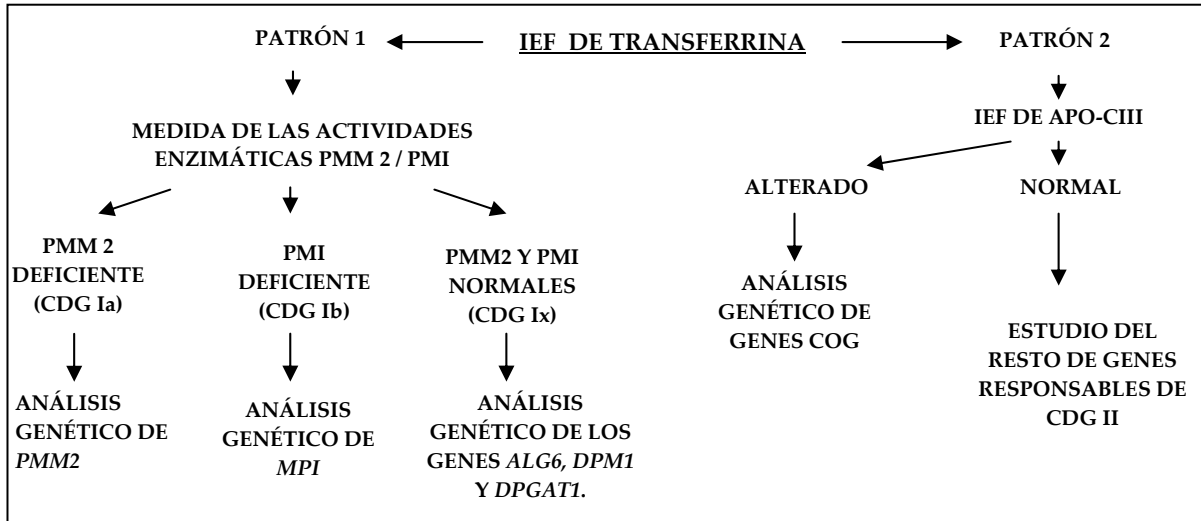 IEF DE TRANSFERRINA
PATRÓN 1
MEDIDA DE LAS ACTIVIDADES
ENZIMÁTICAS PMM 2 / PMI
PMM 2
DEFICIENTE
(CDG Ia)
ANÁLISIS
GENÉTICO DE
PMM2
PMI
DEFICIENTE
(CDG Ib)
ANÁLISIS
GENÉTICO DE
MPI
PMM2 Y PMI
NORMALES
(CDG Ix)
ANÁLISIS
GENÉTICO DE LOS
GENES ALG6, DPM1
Y DPGAT1.
PATRÓN 2
IEF DE APO-CIII
ALTERADO
ANÁLISIS
GENÉTICO DE
GENES COG
NORMAL
ESTUDIO DEL
RESTO DE GENES
RESPONSABLES DE
CDG II